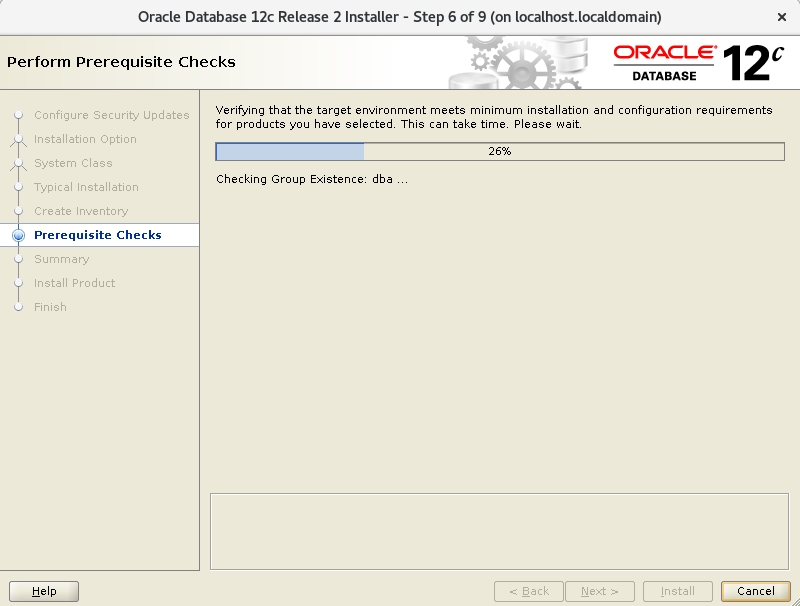 Oracle Database 12c Release 2 Installer - Step 6 of 9 (on localhost.localdomain)
Perform Prerequisite Checks
ORACLE®
DATABASE
12c
Configure Security Updates
Installation Option
System Class
Typical Installation
Create Inventory
Prerequisite Checks
Summary
Install Product
Finish
Verifying that the target environment meets minimum installation and configuration requirements
for products you have selected. This can take time. Please wait.
26%
Checking Group Existence: dba ...
Help
< Back
Next >
Install
Cancel